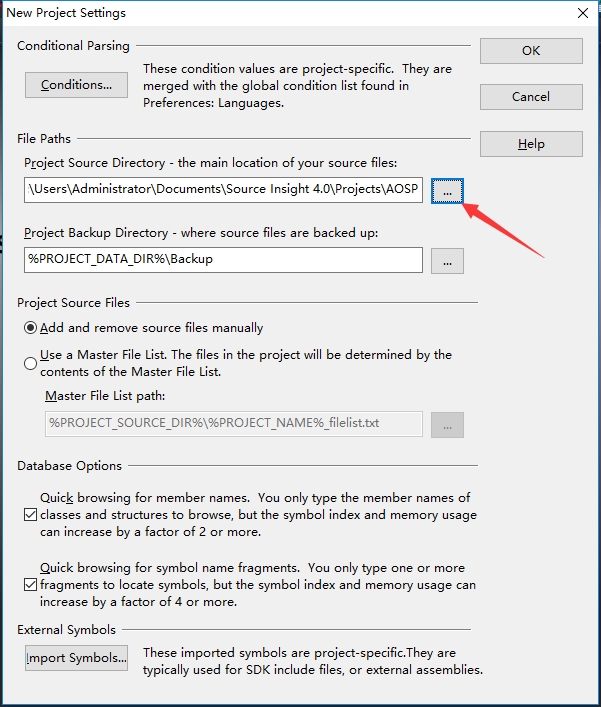 New Project Settings
Conditional Parsing
OK
Conditions...
These condition values are project-specific.  They are
merged with the global condition list found in
Preferences: Languages.
Cancel
File Paths
Help
Project Source Directory - the main location of your source files:
\Users\Administrator\Documents\Source Insight 4.0\Projects\AOSP
...
Project Backup Directory - where source files are backed up:
%PROJECT_DATA_DIR%\Backup
...
Project Source Files
Add and remove source files manually
Use a Master File List. The files in the project will be determined by the
contents of the Master File List.
Master File List path:
%PROJECT_SOURCE_DIR%\%PROJECT_NAME%_filelist.txt
...
Database Options
Quick browsing for member names.  You only type the member names of
classes and structures to browse, but the symbol index and memory usage
can increase by a factor of 2 or more.
Quick browsing for symbol name fragments.  You only type one or more
fragments to locate symbols, but the symbol index and memory usage can
increase by a factor of 4 or more.
External Symbols
Import Symbols...
These imported symbols are project-specific.They are
typically used for SDK include files, or external assemblies.